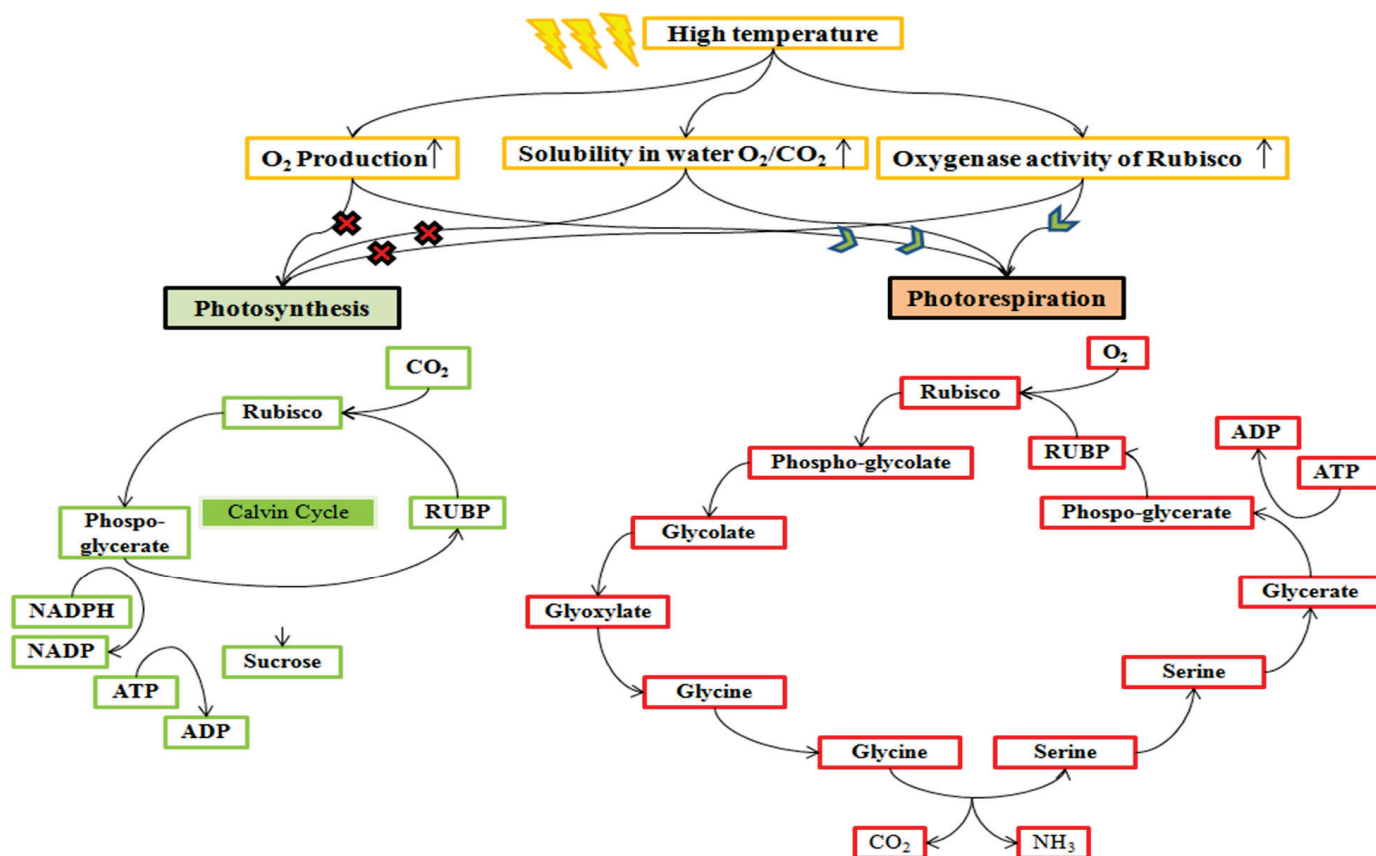 High temperature
O₂ Production↑
Solubility in water O₂/CO₂ ↑
Oxygenase activity of Rubisco ↑
Photosynthesis
Photorespiration
CO₂
Rubisco
Phospo-
glycerate
Calvin Cycle
RUBP
NADPH
NADP
ATP
ADP
Sucrose
O₂
Rubisco
RUBP
ADP
ATP
Phospho-glycolate
Phospo-glycerate
Glycolate
Glyoxylate
Glycerate
Glycine
Serine
Glycine
Serine
CO₂
NH₃